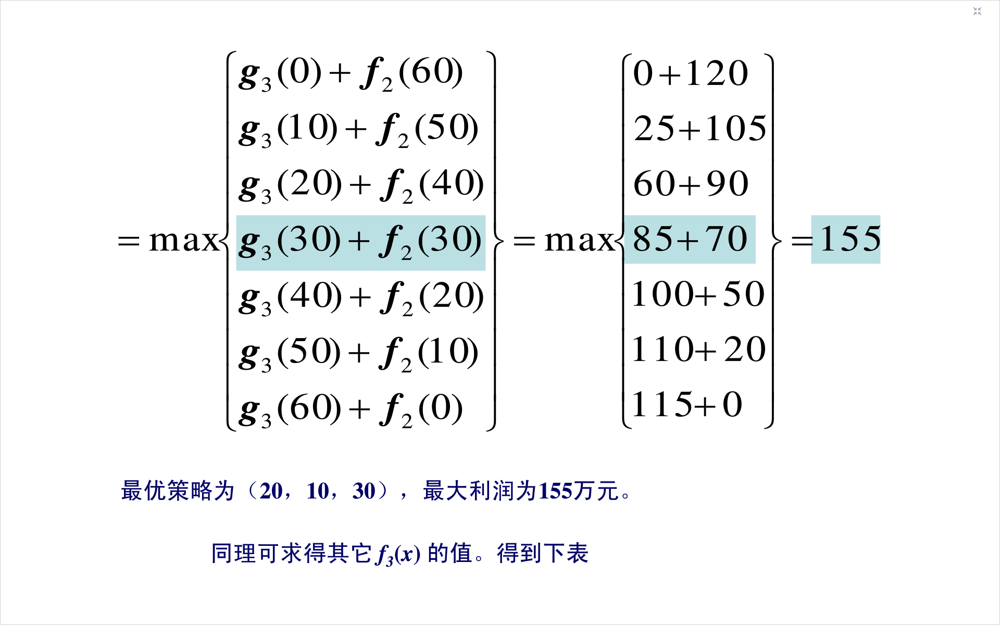 g₃(0) + f₂(60)
g₃(10) + f₂(50)
g₃(20) + f₂(40)
= max{ g₃(30) + f₂(30) }
g₃(40) + f₂(20)
g₃(50) + f₂(10)
g₃(60) + f₂(0)
0+120
25+105
60+90
= max{ 85+70 } = 155
100+50
110+20
115+0
最优策略为（20，10，30），最大利润为155万元。
同理可求得其它 f₃(x) 的值。得到下表